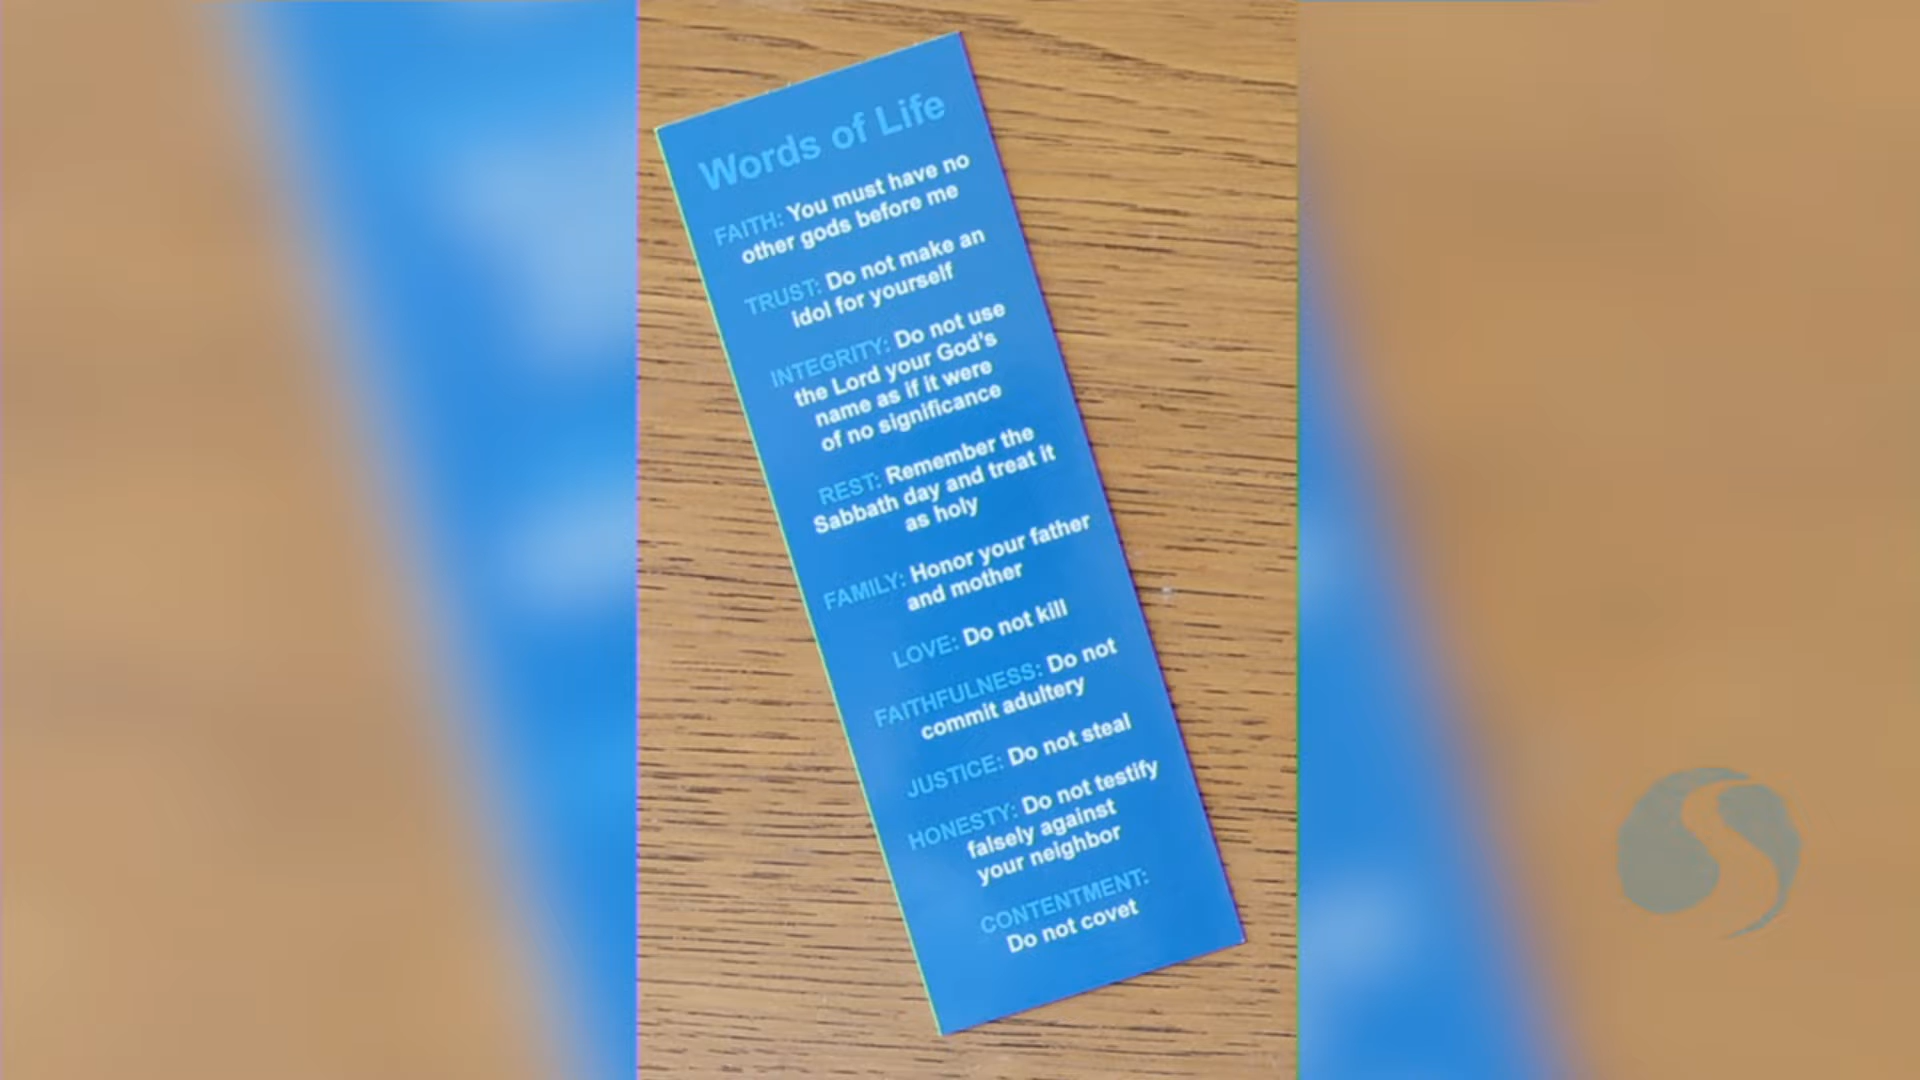 Words of Life
FAITH: You must have no
other gods before me
TRUST: Do not make an
idol for yourself
INTEGRITY: Do not use
the Lord your God's
name as if it were
of no significance
REST: Remember the
Sabbath day and treat it
as holy
FAMILY: Honor your father
and mother
LOVE: Do not kill
FAITHFULNESS: Do not
commit adultery
JUSTICE: Do not steal
HONESTY: Do not testify
falsely against
your neighbor
CONTENTMENT:
Do not covet